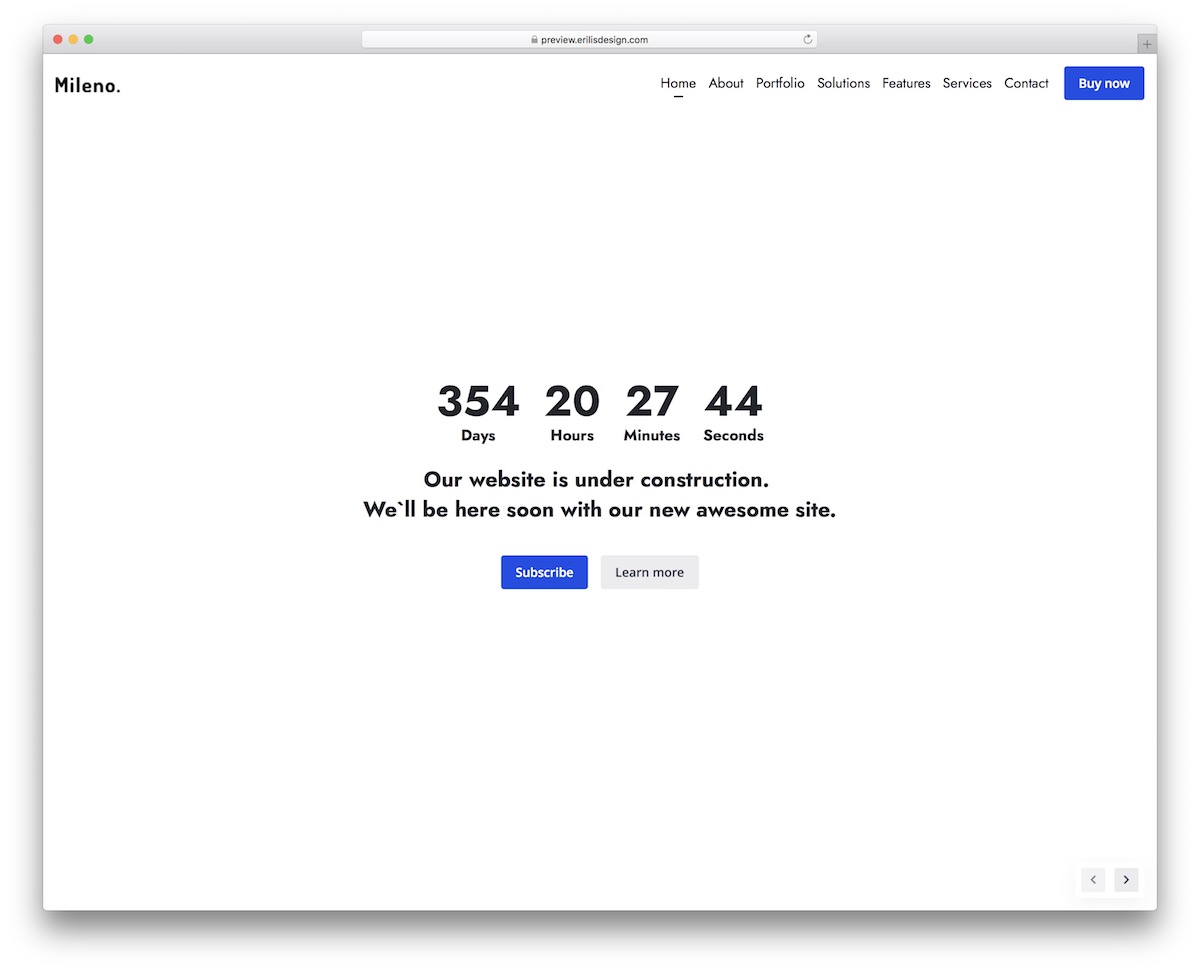 preview.erilisdesign.com
Mileno.
Home About Portfolio Solutions Features Services Contact Buy now
354 20 27 44
Days Hours Minutes Seconds
Our website is under construction.
We`ll be here soon with our new awesome site.
Subscribe Learn more